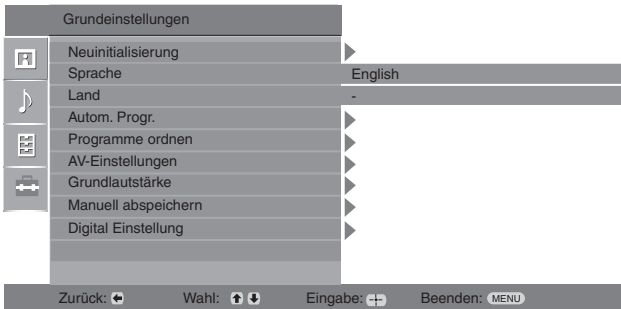 Grundeinstellungen
Neuinitialisierung
Sprache English
Land -
Autom. Progr.
Programme ordnen
AV-Einstellungen
Grundlautstärke
Manuell abspeichern
Digital Einstellung
Zurück: Wahl: Eingabe: Beenden: MENU